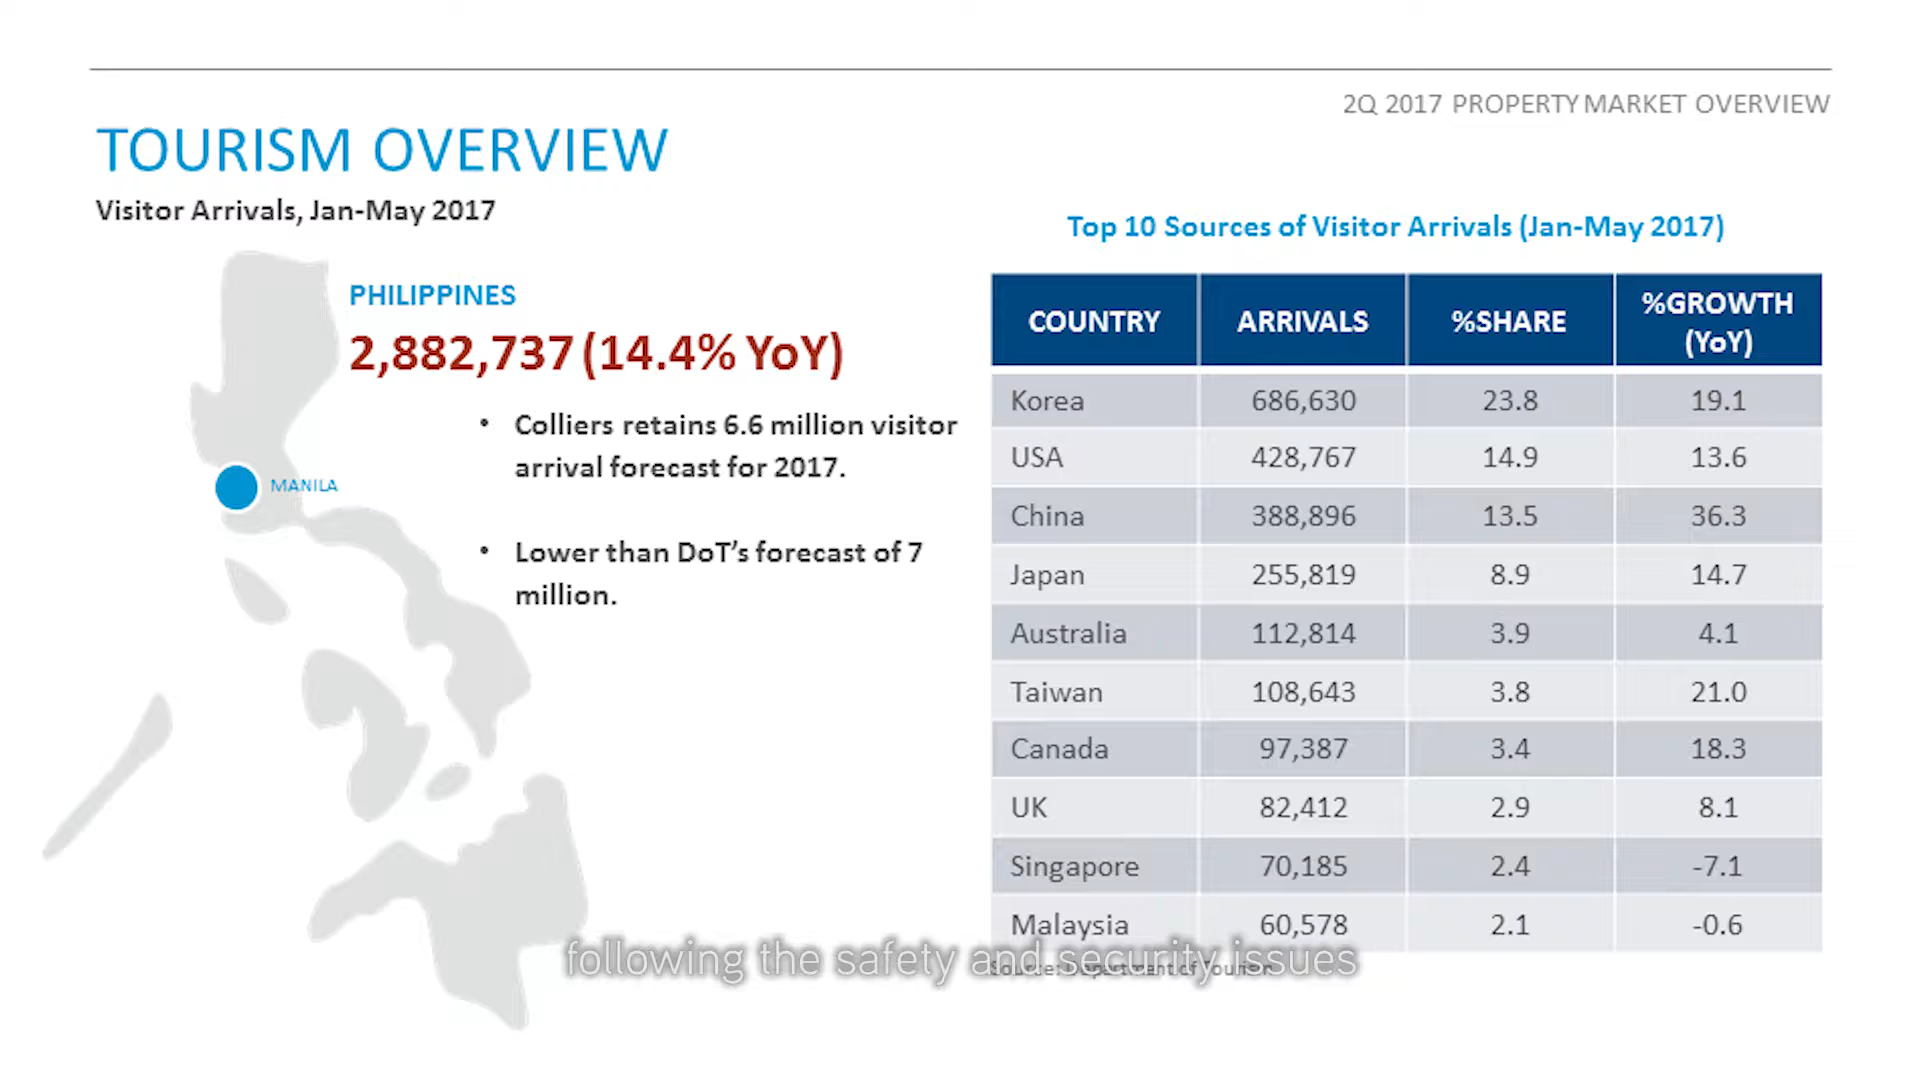 2Q 2017 PROPERTY MARKET OVERVIEW
TOURISM OVERVIEW
Visitor Arrivals, Jan-May 2017
PHILIPPINES
2,882,737 (14.4% YoY)
• Colliers retains 6.6 million visitor
arrival forecast for 2017.
• Lower than DoT's forecast of 7
million.
MANILA
Top 10 Sources of Visitor Arrivals (Jan-May 2017)
COUNTRY ARRIVALS %SHARE %GROWTH (YoY)
Korea 686,630 23.8 19.1
USA 428,767 14.9 13.6
China 388,896 13.5 36.3
Japan 255,819 8.9 14.7
Australia 112,814 3.9 4.1
Taiwan 108,643 3.8 21.0
Canada 97,387 3.4 18.3
UK 82,412 2.9 8.1
Singapore 70,185 2.4 -7.1
Malaysia 60,578 2.1 -0.6
Source: Department of Tourism
following the safety and security issues